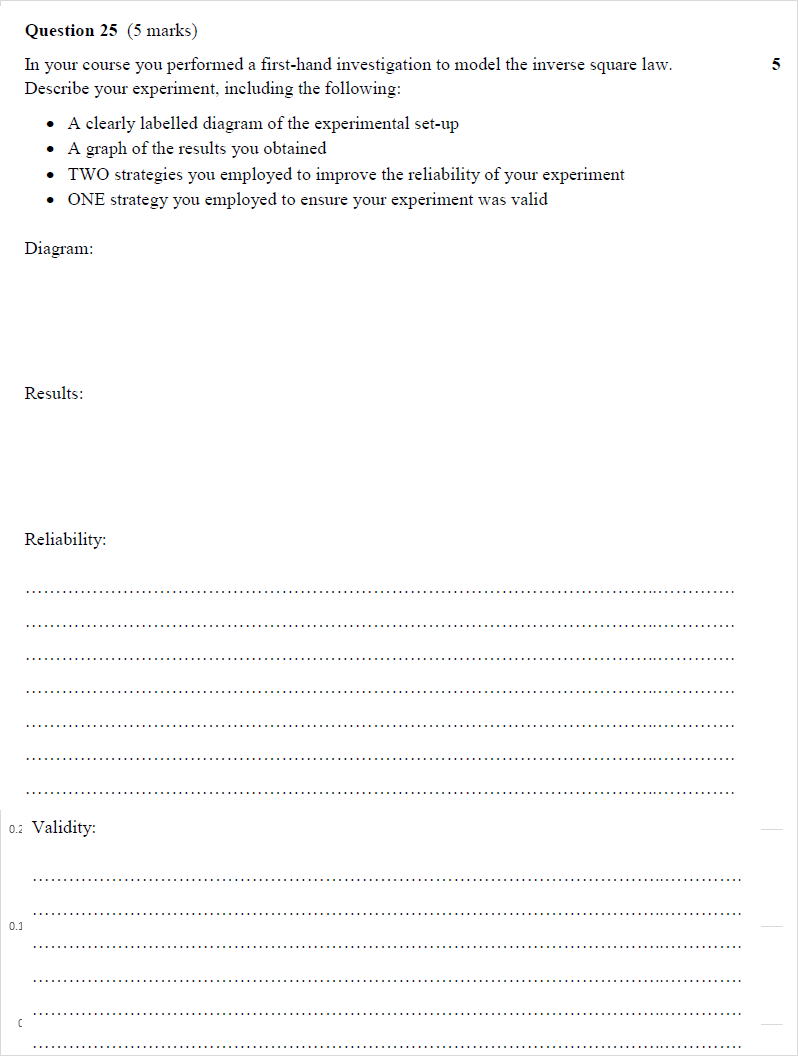 Question 25 (5 marks)
In your course you performed a first-hand investigation to model the inverse square law. 5
Describe your experiment, including the following:
• A clearly labelled diagram of the experimental set-up
• A graph of the results you obtained
• TWO strategies you employed to improve the reliability of your experiment
• ONE strategy you employed to ensure your experiment was valid
Diagram:
Results:
Reliability:
Validity:
0.1